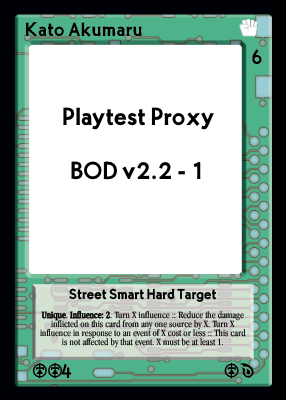 Kato Akumaru
6
Playtest Proxy
BOD v2.2 - 1
Street Smart Hard Target
Unique. Influence: 2. Turn X influence :: Reduce the damage
inflicted on this card from any one source by X. Turn X
influence in response to an event of X cost or less :: This card
is not affected by that event. X must be at least 1.
4